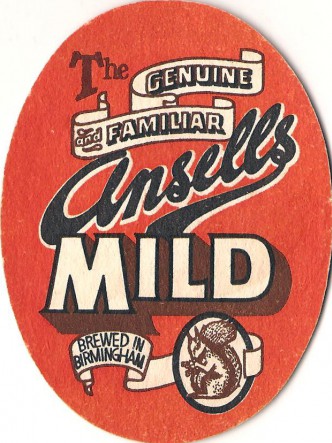 The GENUINE
and FAMILIAR
Ansells
MILD
BREWED IN
BIRMINGHAM